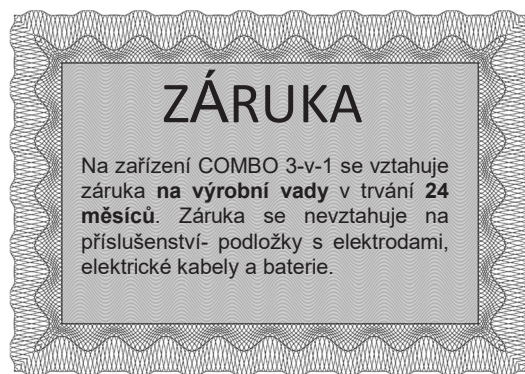 ZÁRUKA
Na zařízení COMBO 3-v-1 se vztahuje
záruka na výrobní vady v trvání 24
měsíců. Záruka se nevztahuje na
příslušenství- podložky s elektrodami,
elektrické kabely a baterie.